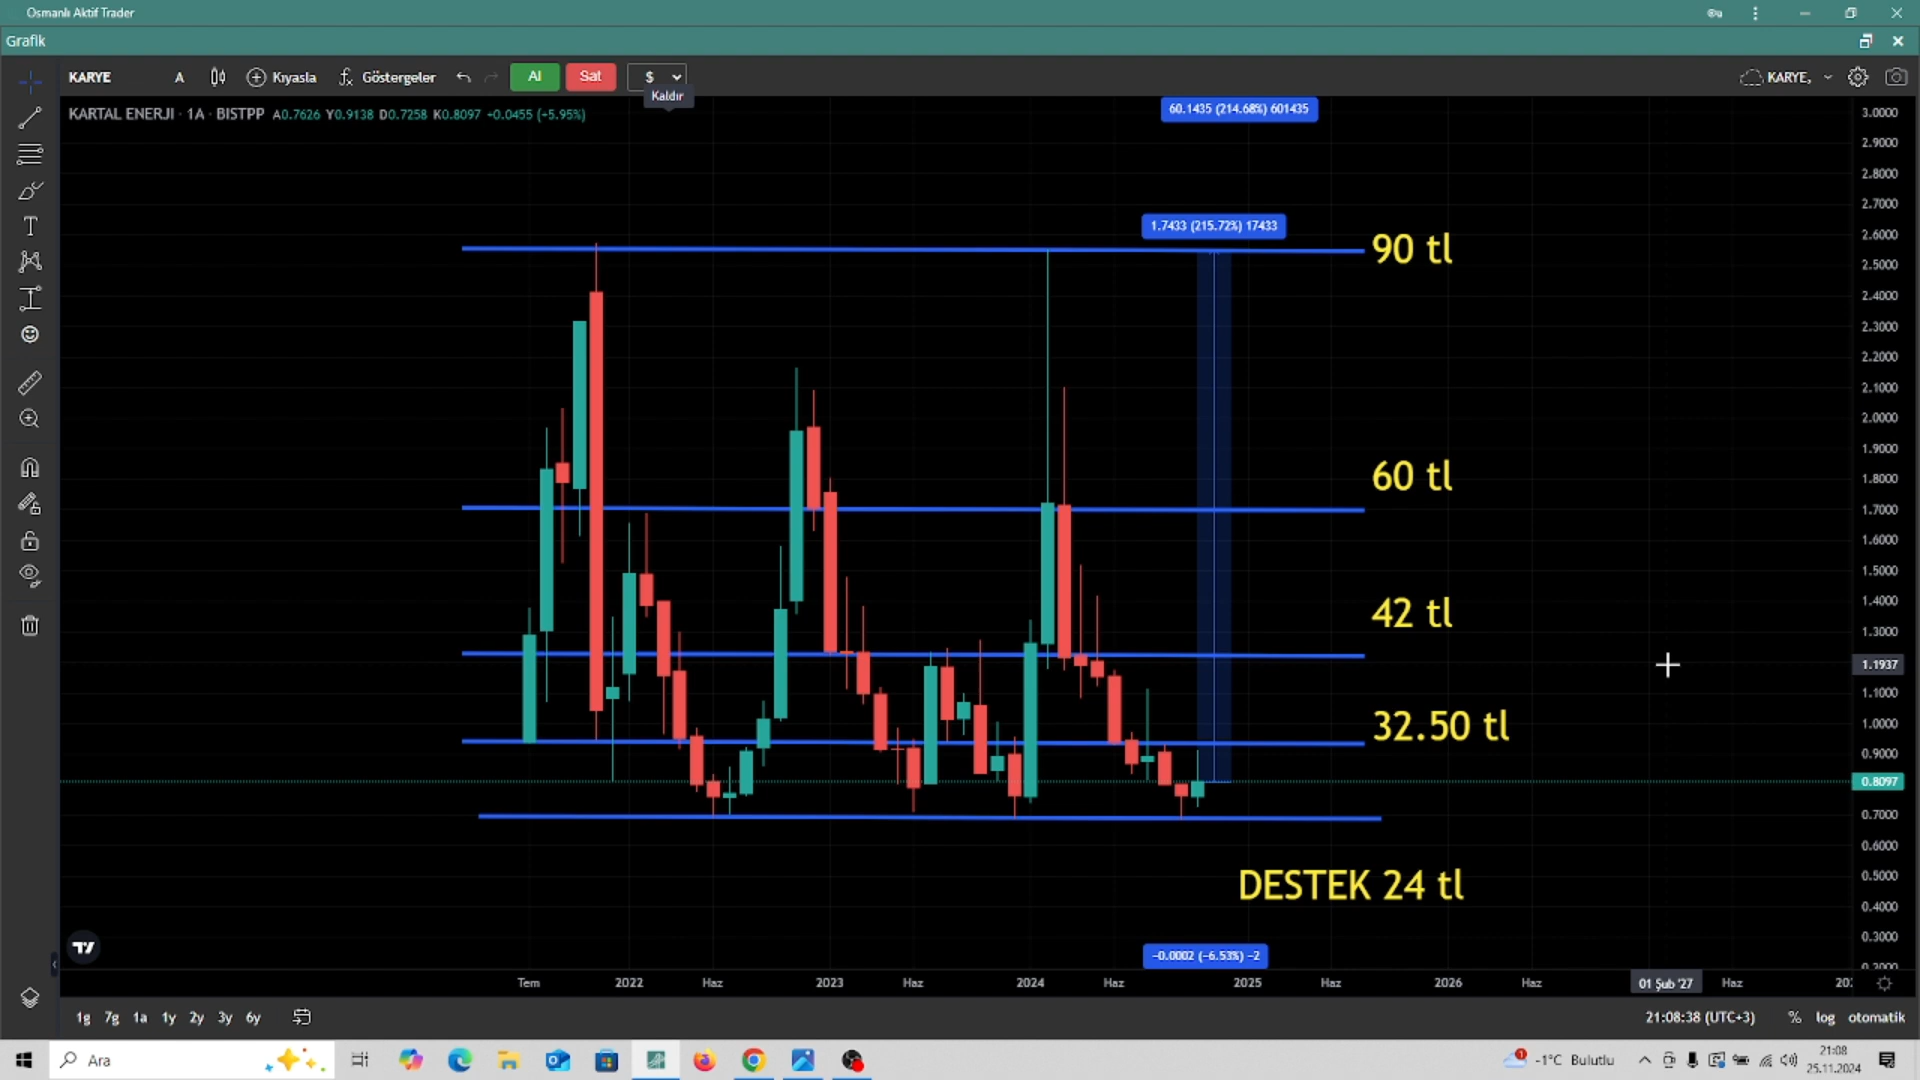 Osmanlı Aktif Trader
Grafik
KARYE A Kıyasla Göstergeler Al Sat $ KARYE,
Kaldır
KARTAL ENERJI · 1A · BISTPP A0.7626 Y0.9138 D0.7258 K0.8097 +0.0455 (+5.95%)
60.1435 (214.68%) 601435
1.7433 (215.72%) 17433
90 tl
60 tl
42 tl
32.50 tl
DESTEK 24 tl
-0.0002 (-6.53%) -2
3.0000
2.9000
2.8000
2.7000
2.6000
2.5000
2.4000
2.3000
2.2000
2.1000
2.0000
1.9000
1.8000
1.7000
1.6000
1.5000
1.4000
1.3000
1.1937
1.1000
1.0000
0.9000
0.8097
0.7000
0.6000
0.5000
0.4000
0.3000
0.2000
Tem 2022 Haz 2023 Haz 2024 Haz 2025 Haz 2026 Haz 01 Şub '27 Haz
1g 7g 1a 1y 2y 3y 6y
21:08:38 (UTC+3) % log otomatik
Ara
-1°C Bulutlu
21:08
25.11.2024